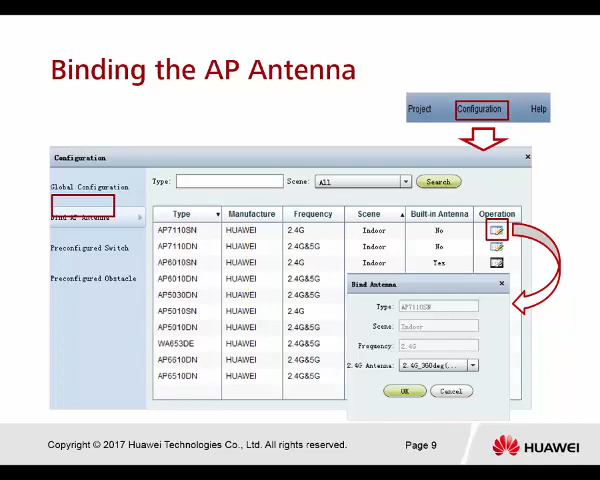 Binding the AP Antenna
Project Configuration Help
Configuration
Global Configuration
Type: Scene: All Search
Bind AP Antenna
Preconfigured Switch
Preconfigured Obstacle
Type Manufacture Frequency Scene Built-in Antenna Operation
AP7110SN HUAWEI 2.4G Indoor No
AP7110DN HUAWEI 2.4G&5G Indoor No
AP6010SN HUAWEI 2.4G Indoor Yes
AP6010DN HUAWEI 2.4G&5G
AP5030DN HUAWEI 2.4G&5G
AP5010SN HUAWEI 2.4G
AP5010DN HUAWEI 2.4G&5G
WA653DE HUAWEI 2.4G&5G
AP6610DN HUAWEI 2.4G&5G
AP6510DN HUAWEI 2.4G&5G
Bind Antenna
Type: AP7110SN
Scene: Indoor
Frequency: 2.4G
2.4G Antenna: 2.4G_360deg(...
OK Cancel
Copyright © 2017 Huawei Technologies Co., Ltd. All rights reserved. Page 9
HUAWEI